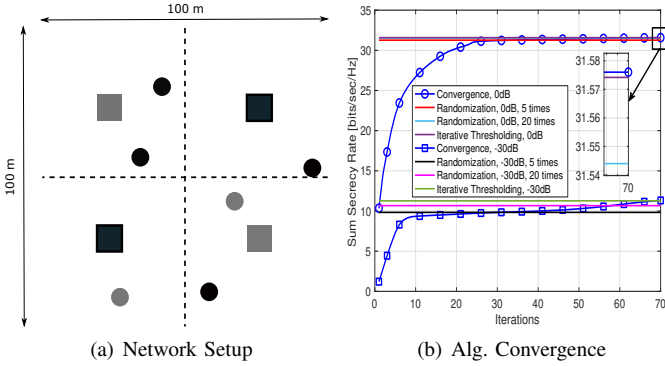 100 m
100 m
(a) Network Setup
Sum Secrecy Rate [bits/sec/Hz]
35
30
25
20
15
10
5
0
Convergence, 0dB
Randomization, 0dB, 5 times
Randomization, 0dB, 20 times
Iterative Thresholding, 0dB
Convergence, -30dB
Randomization, -30dB, 5 times
Randomization, -30dB, 20 times
Iterative Thresholding, -30dB
31.58
31.57
31.56
31.55
31.54
70
0 10 20 30 40 50 60 70
Iterations
(b) Alg. Convergence